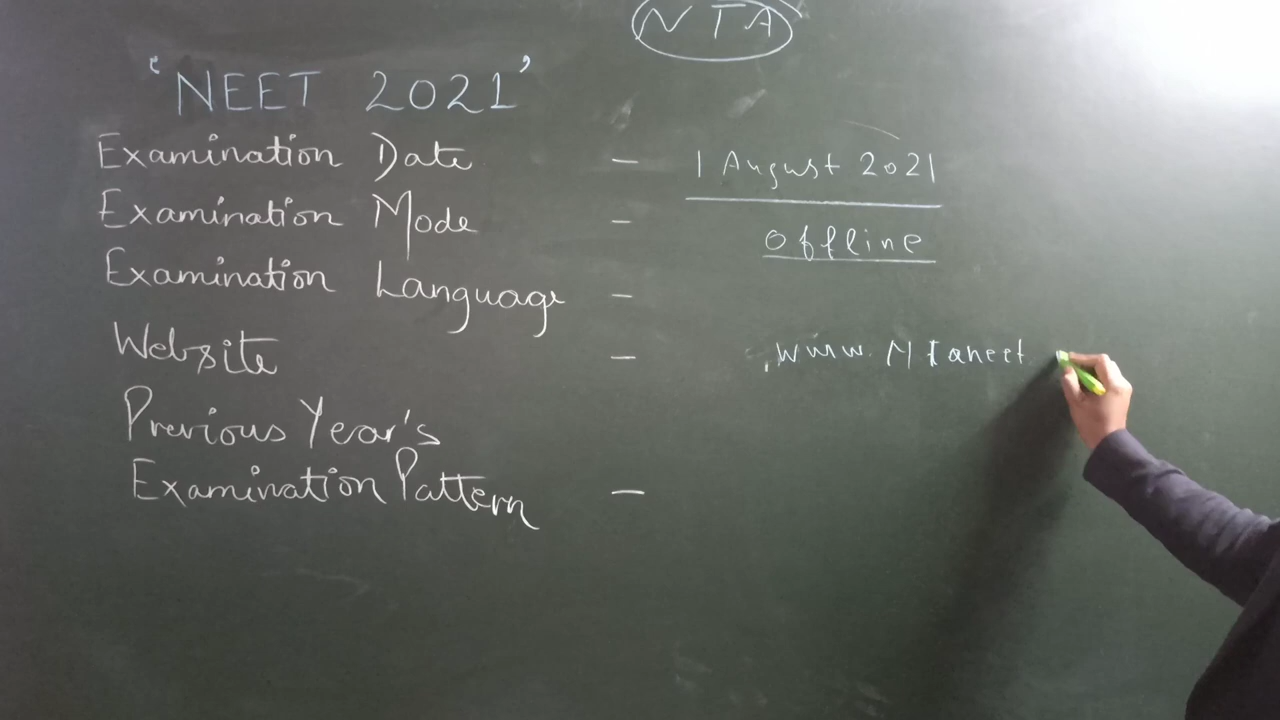 NTA
'NEET 2021'
Examination Date - 1 August 2021
Examination Mode - Offline
Examination Language -
Website - www.Ntaneet
Previous Year's
Examination Pattern -